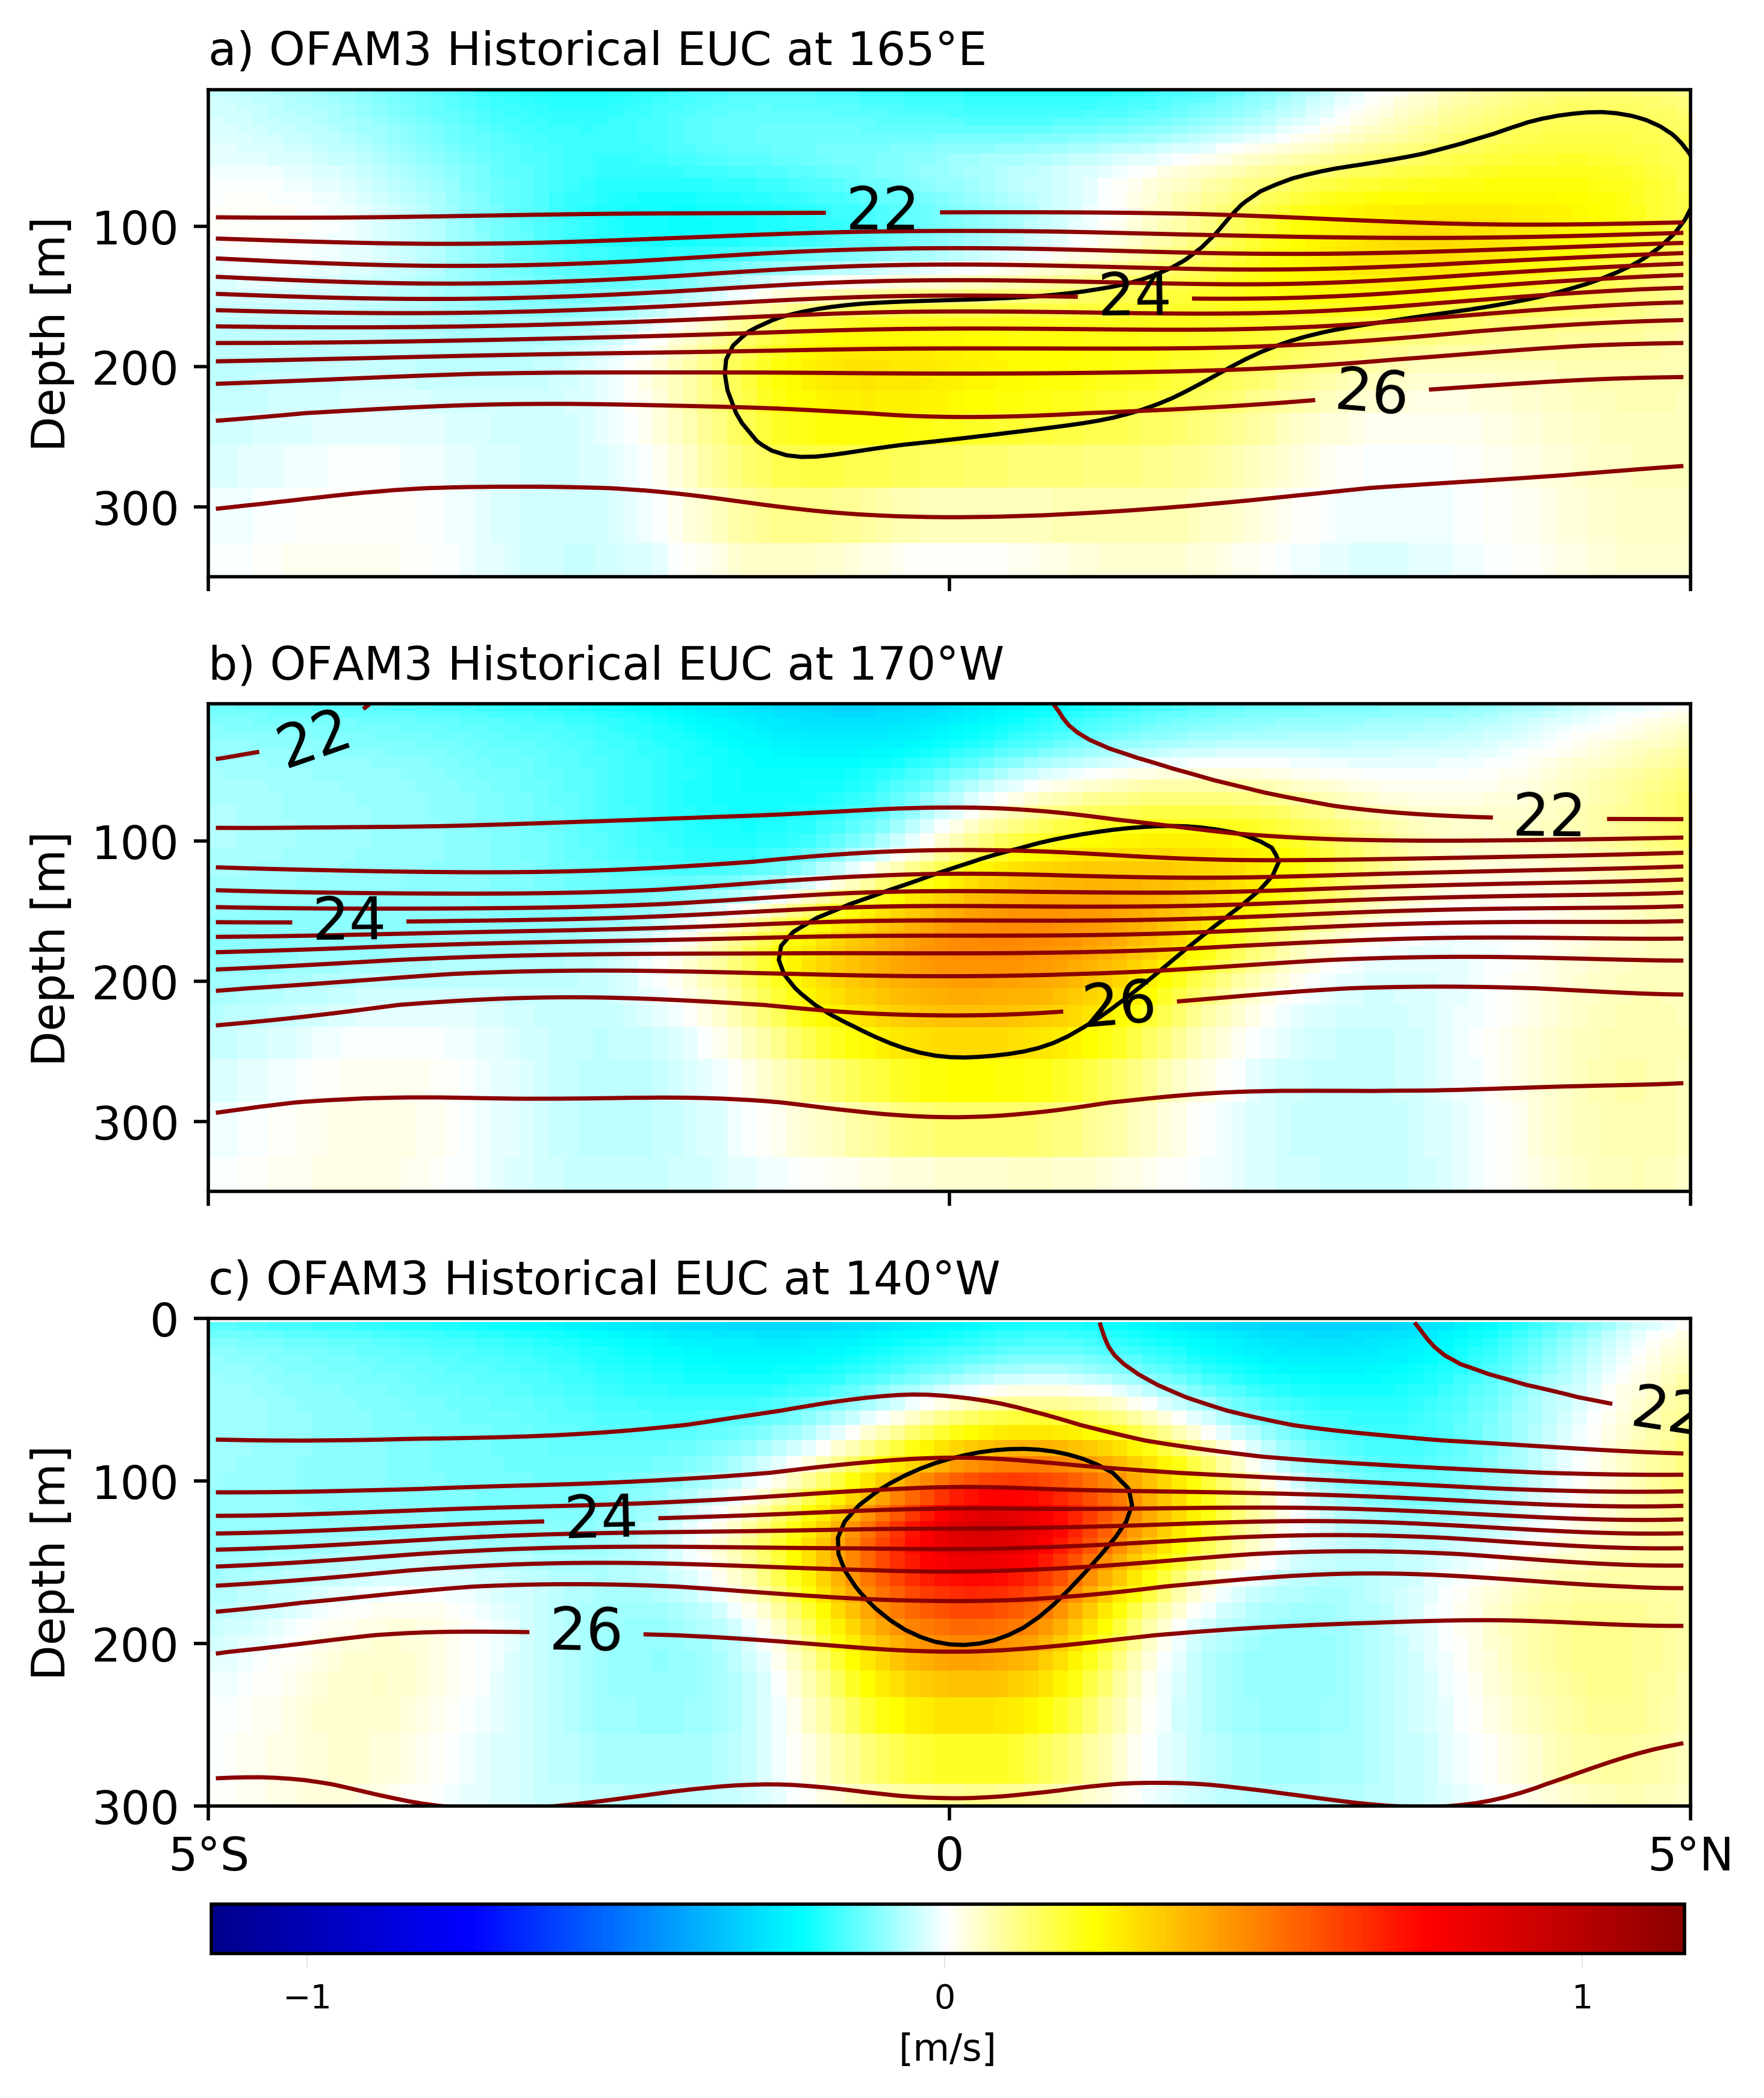 a) OFAM3 Historical EUC at 165°E
22
100
24
Depth [m]
200
26
300
b) OFAM3 Historical EUC at 170°W
22
22
100
24
Depth [m]
200
26
300
c) OFAM3 Historical EUC at 140°W
0
22
100
24
Depth [m]
200
26
300
5°S 0 5°N
−1 0 1
[m/s]